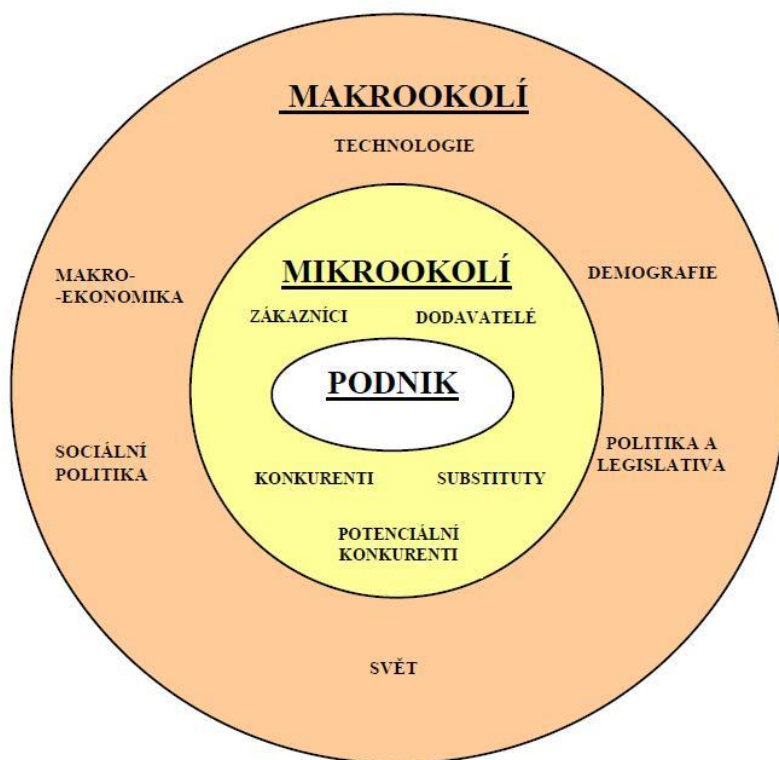 MAKROOKOLÍ
TECHNOLOGIE
MAKRO-
-EKONOMIKA
DEMOGRAFIE
MIKROOKOLÍ
ZÁKAZNÍCI
DODAVATELÉ
PODNIK
SOCIÁLNÍ
POLITIKA
POLITIKA A
LEGISLATIVA
KONKURENTI
SUBSTITUTY
POTENCIÁLNÍ
KONKURENTI
SVĚT